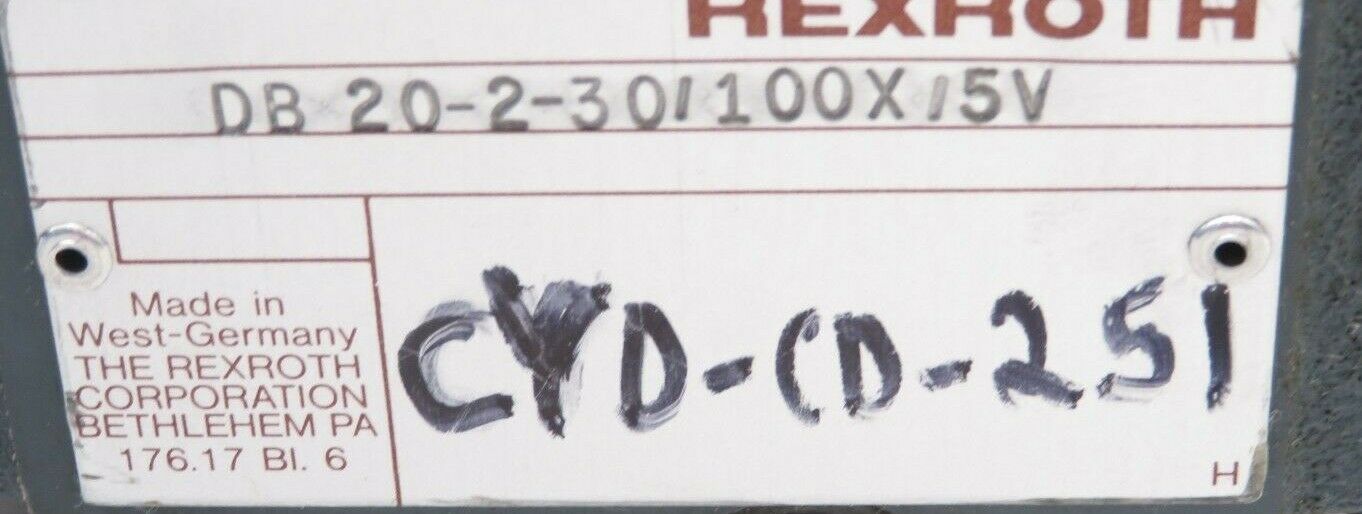 REXROTH
DB 20-2-30/100X/5V
Made in
West-Germany
THE REXROTH
CORPORATION
BETHLEHEM PA
176.17 Bl. 6
CYD-CD-251
H